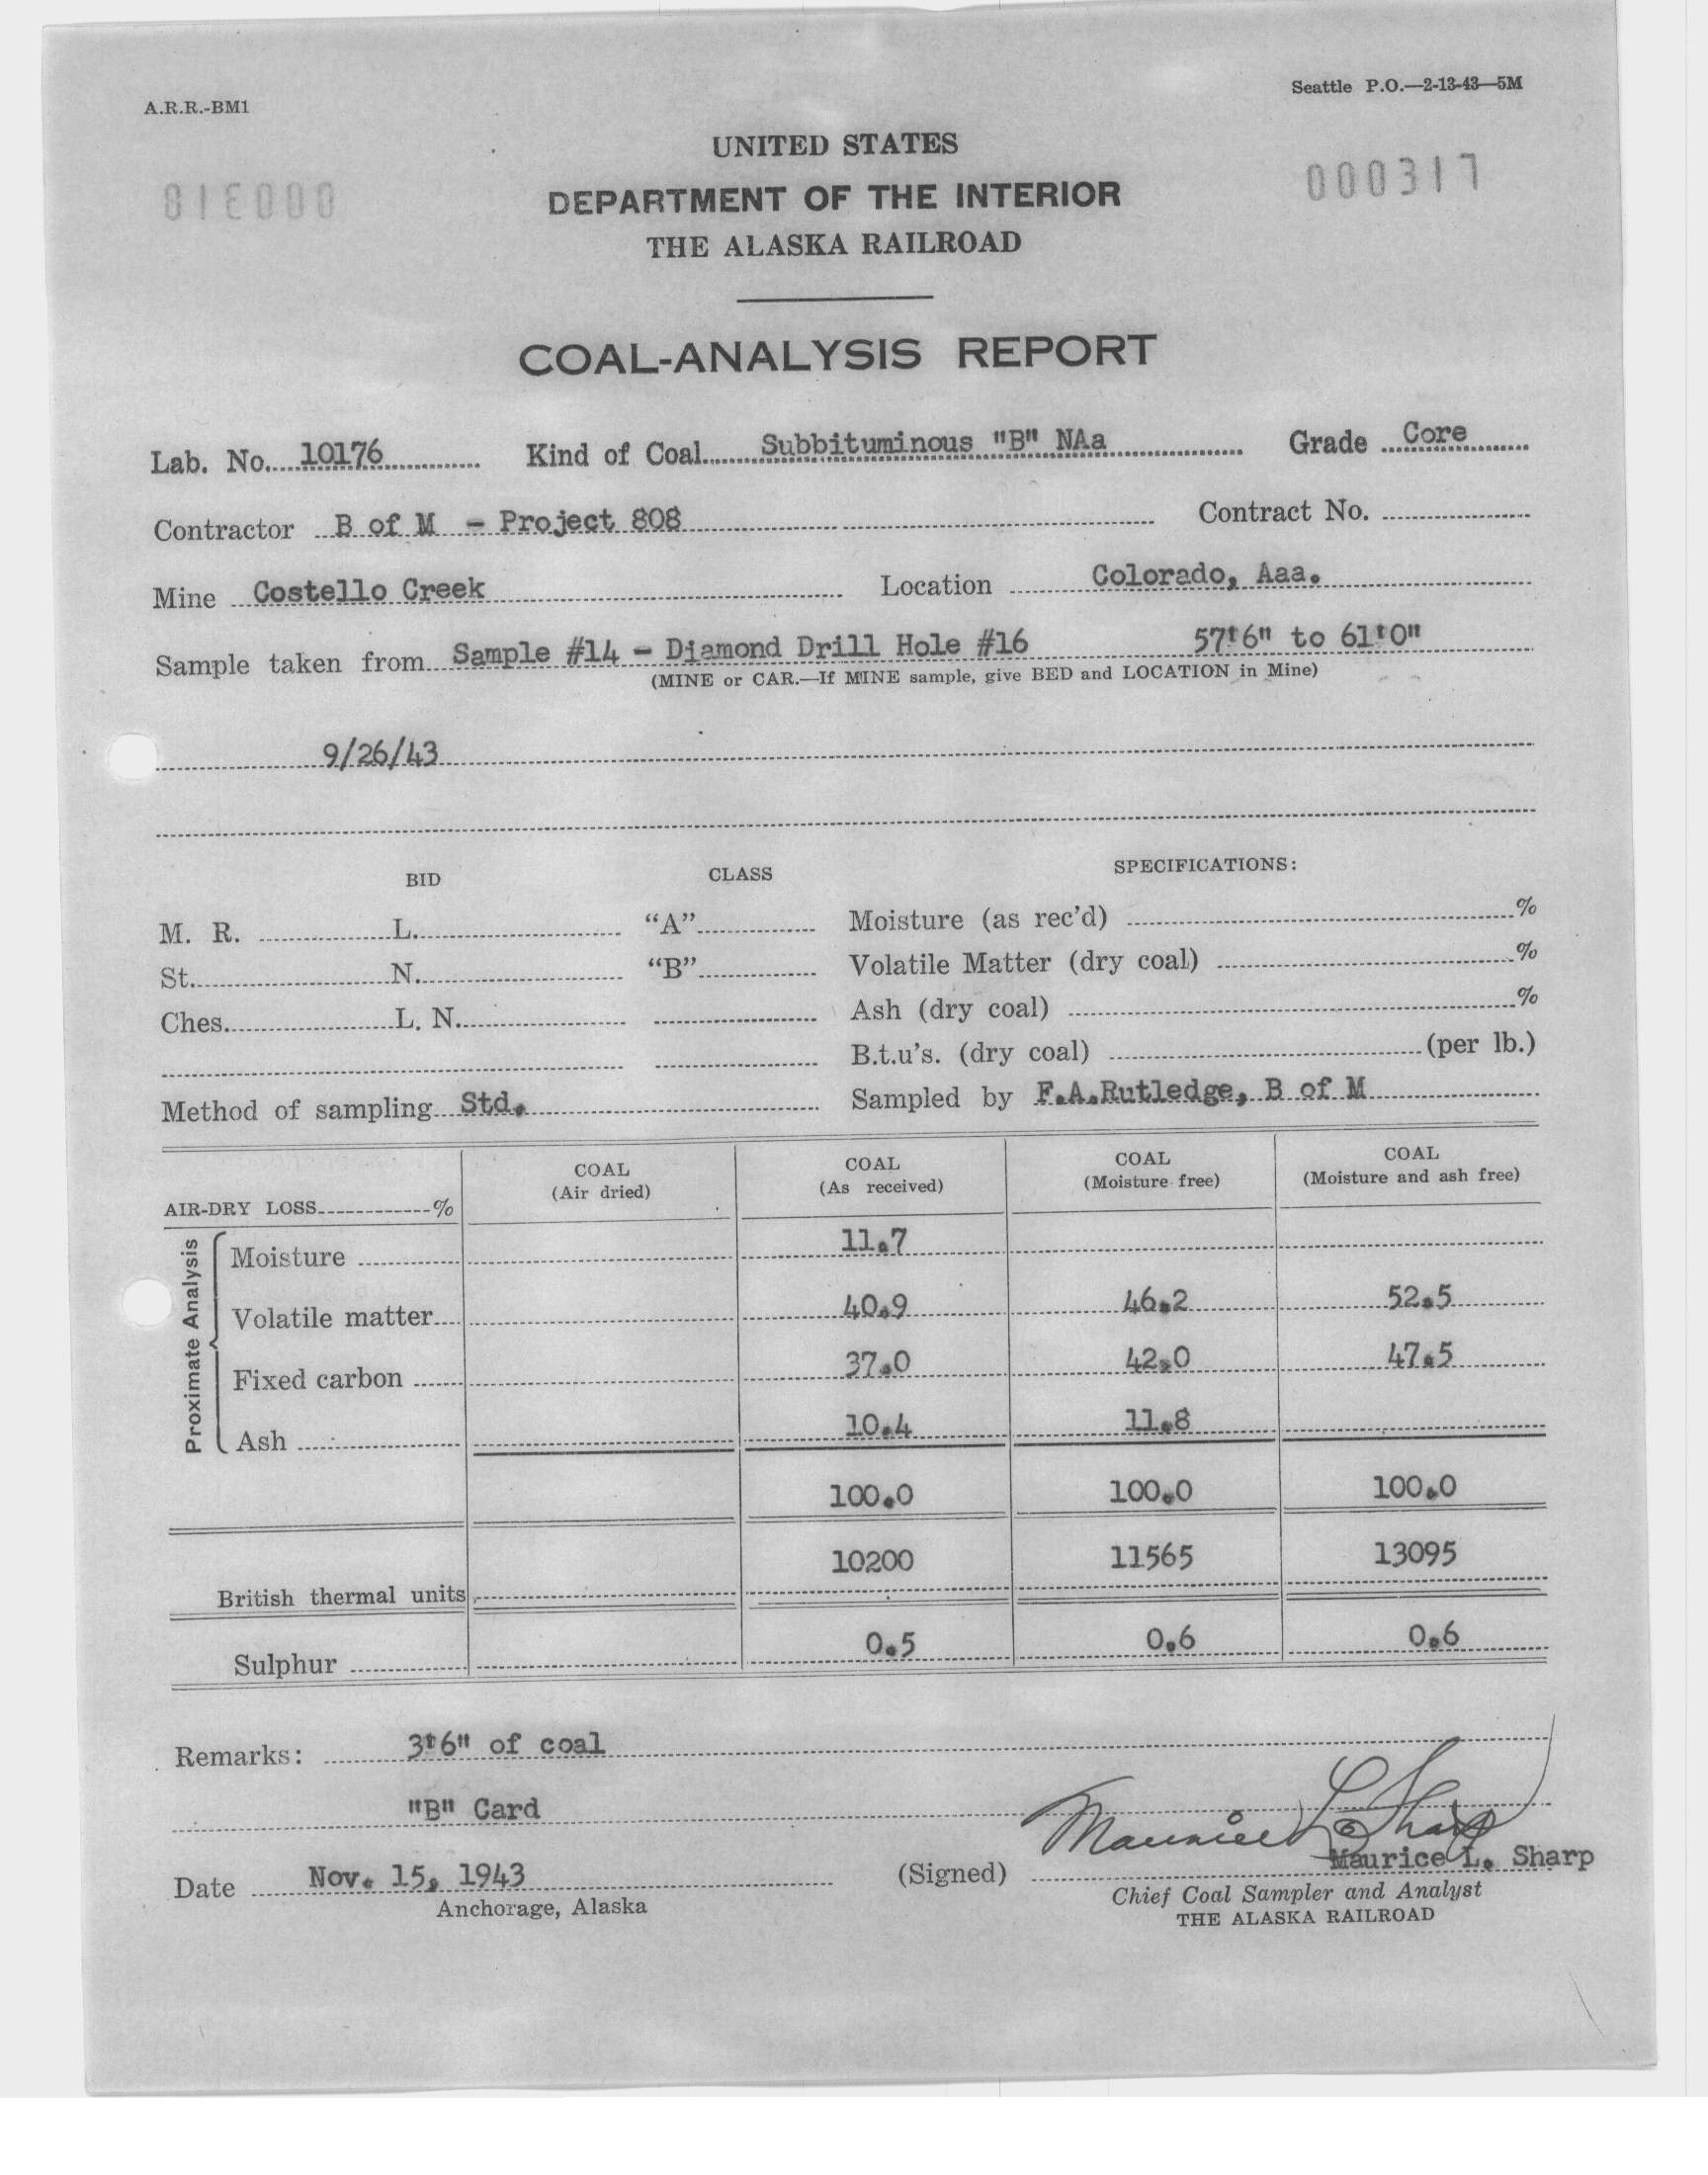 A.R.R.-BM1
Seattle P.O.—2-13-43—5M
000317
UNITED STATES
DEPARTMENT OF THE INTERIOR
THE ALASKA RAILROAD
COAL-ANALYSIS REPORT
Lab. No. 10176 Kind of Coal Subbituminous "B" NAa Grade Core
Contractor B of M - Project 808 Contract No.
Mine Costello Creek Location Colorado, Aaa.
Sample taken from Sample #14 - Diamond Drill Hole #16 57'6" to 61'0"
(MINE or CAR.—If MINE sample, give BED and LOCATION in Mine)
9/26/43
BID CLASS SPECIFICATIONS:
M. R. L. "A" Moisture (as rec'd) %
St. N. "B" Volatile Matter (dry coal) %
Ches. L. N. Ash (dry coal) %
B.t.u's. (dry coal) (per lb.)
Method of sampling Std. Sampled by F.A.Rutledge, B of M
COAL COAL COAL COAL
AIR-DRY LOSS % (Air dried) (As received) (Moisture free) (Moisture and ash free)
Proximate Analysis
Moisture 11.7
Volatile matter 40.9 46.2 52.5
Fixed carbon 37.0 42.0 47.5
Ash 10.4 11.8
100.0 100.0 100.0
British thermal units 10200 11565 13095
Sulphur 0.5 0.6 0.6
Remarks: 3'6" of coal
"B" Card
Maurice L. Sharp
Date Nov. 15, 1943 (Signed) Maurice L. Sharp
Anchorage, Alaska Chief Coal Sampler and Analyst
THE ALASKA RAILROAD